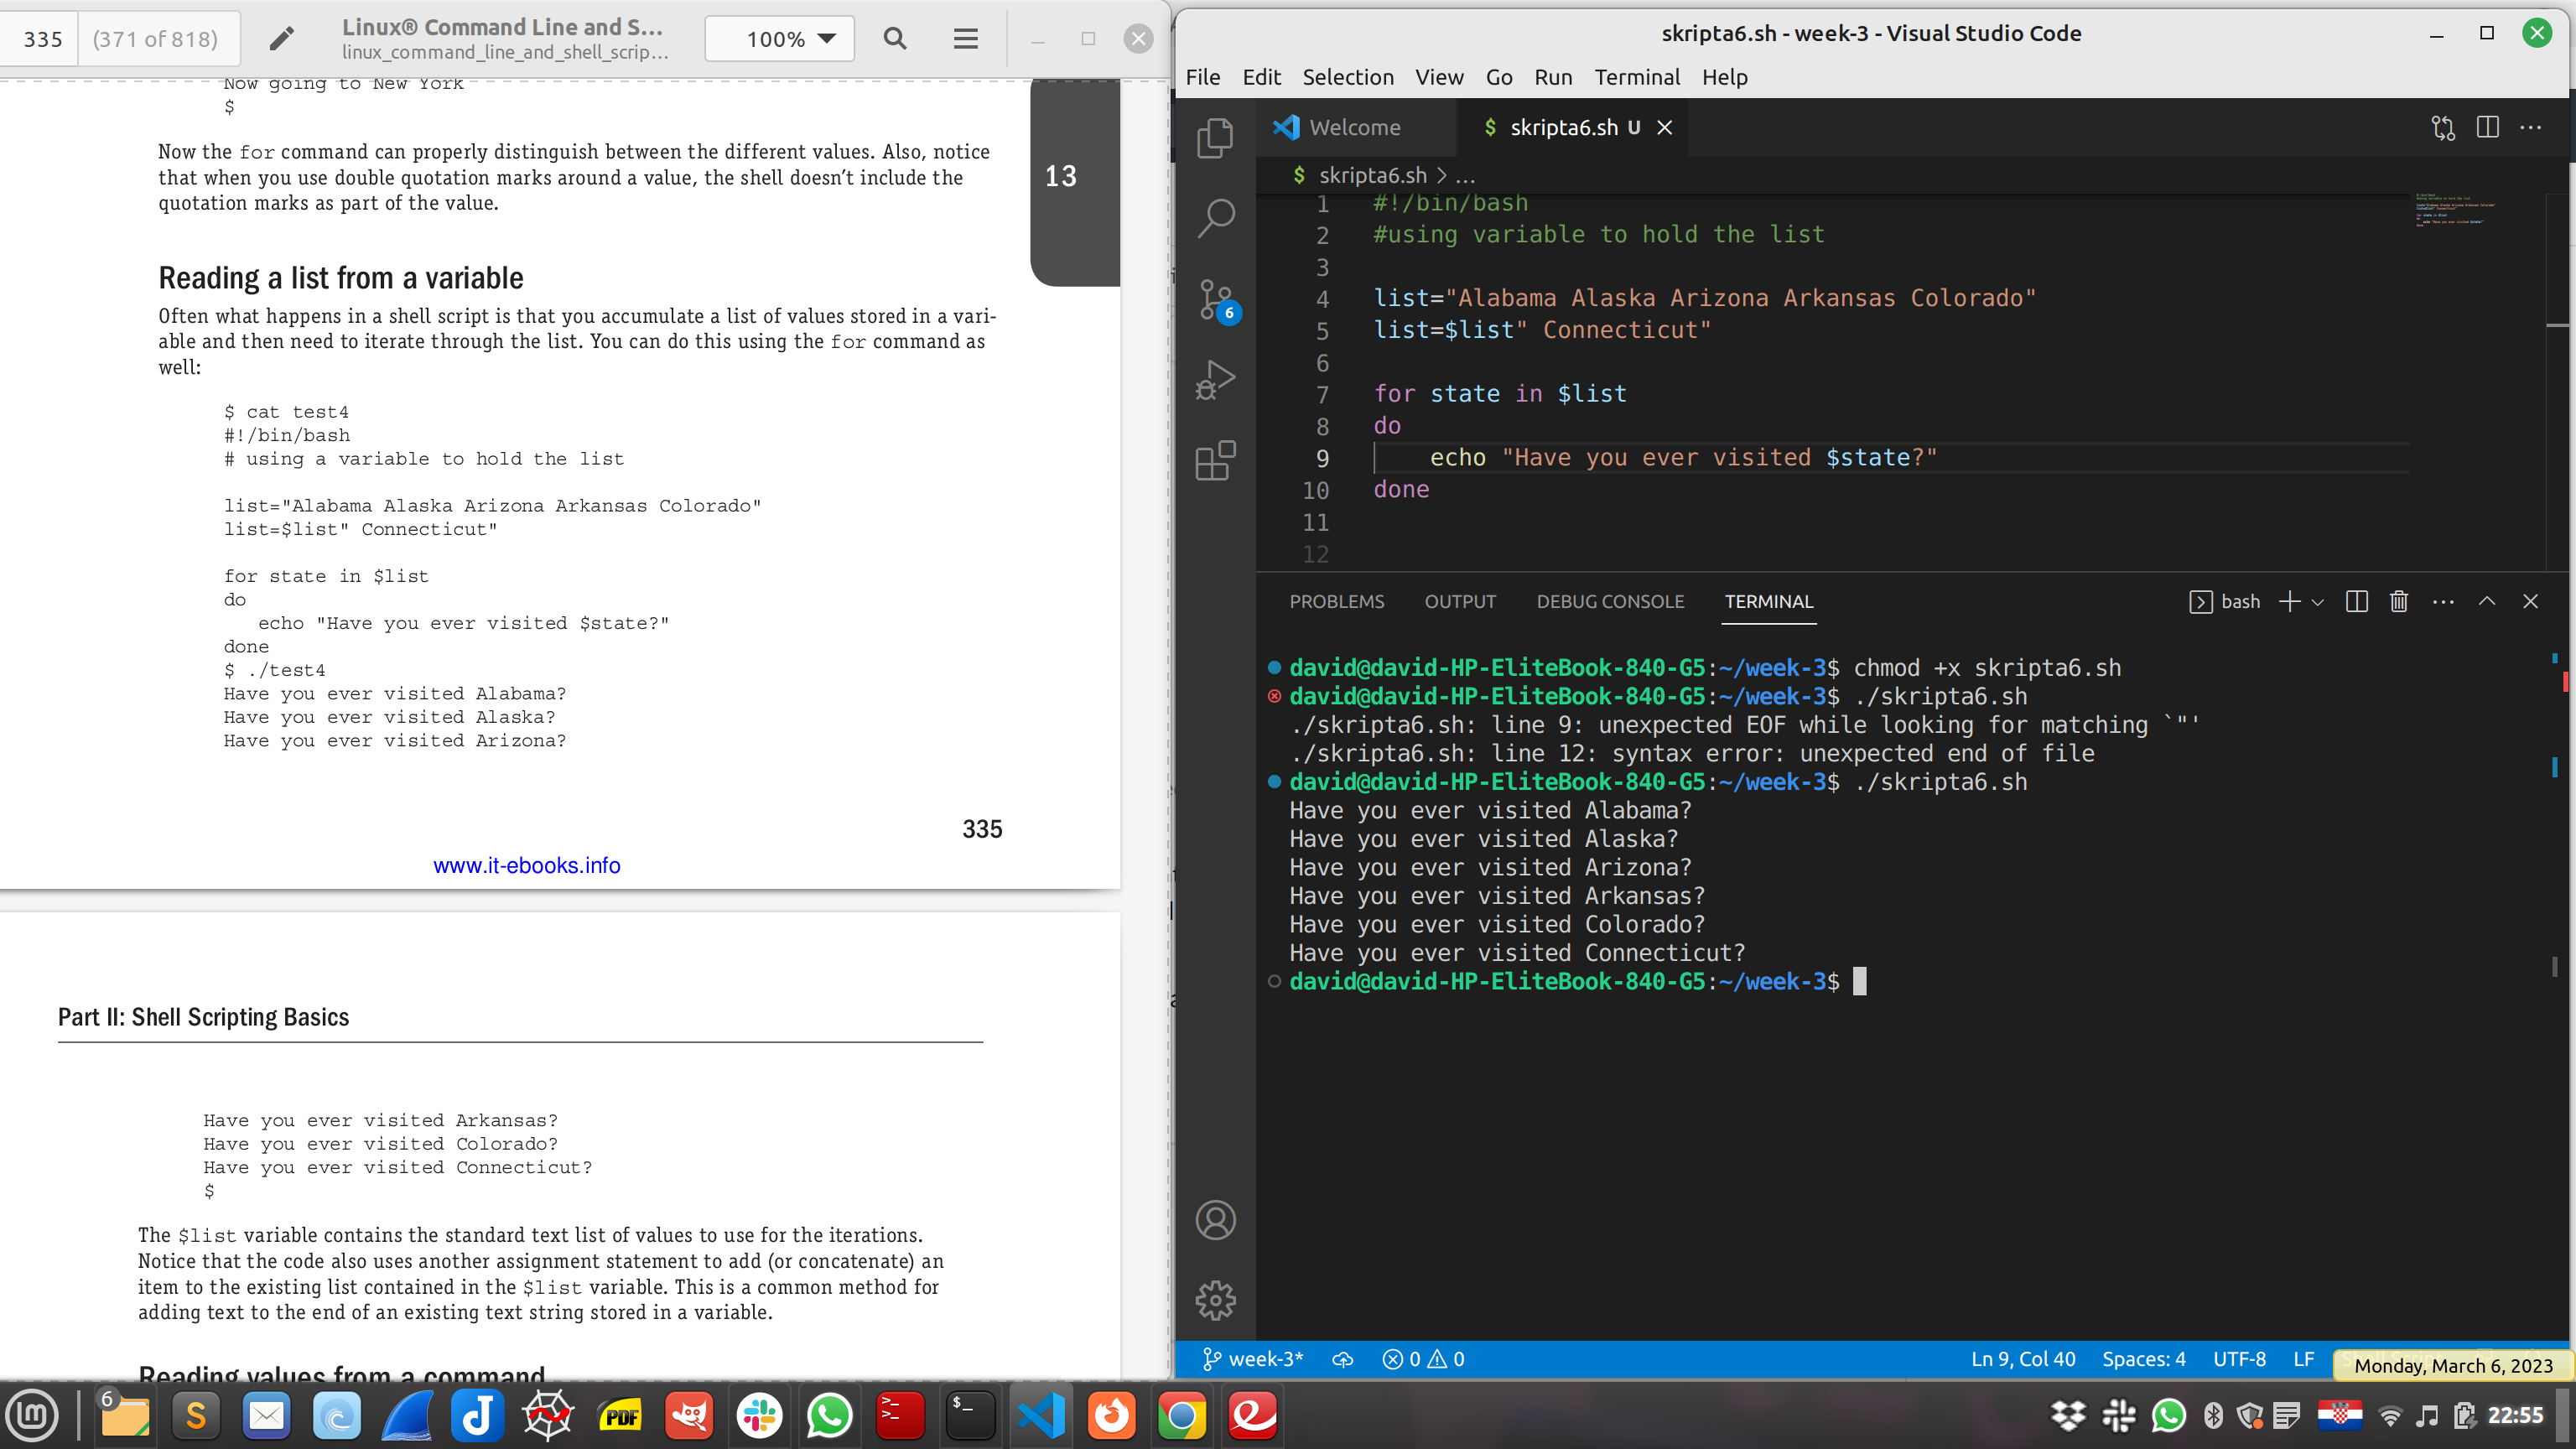 335
(371 of 818)
Linux® Command Line and S...
linux_command_line_and_shell_scrip...
100%
Now going to New York
$
Now the for command can properly distinguish between the different values. Also, notice
that when you use double quotation marks around a value, the shell doesn't include the
quotation marks as part of the value.
13
Reading a list from a variable
Often what happens in a shell script is that you accumulate a list of values stored in a vari-
able and then need to iterate through the list. You can do this using the for command as
well:
$ cat test4
#!/bin/bash
# using a variable to hold the list
list="Alabama Alaska Arizona Arkansas Colorado"
list=$list" Connecticut"
for state in $list
do
echo "Have you ever visited $state?"
done
$ ./test4
Have you ever visited Alabama?
Have you ever visited Alaska?
Have you ever visited Arizona?
335
www.it-ebooks.info
Part II: Shell Scripting Basics
Have you ever visited Arkansas?
Have you ever visited Colorado?
Have you ever visited Connecticut?
$
The $list variable contains the standard text list of values to use for the iterations.
Notice that the code also uses another assignment statement to add (or concatenate) an
item to the existing list contained in the $list variable. This is a common method for
adding text to the end of an existing text string stored in a variable.
Reading values from a command
skripta6.sh - week-3 - Visual Studio Code
File Edit Selection View Go Run Terminal Help
Welcome
$ skripta6.sh U
$ skripta6.sh > ...
6
1 #!/bin/bash
2 #using variable to hold the list
3
4 list="Alabama Alaska Arizona Arkansas Colorado"
5 list=$list" Connecticut"
6
7 for state in $list
8 do
9 echo "Have you ever visited $state?"
10 done
11
12
PROBLEMS OUTPUT DEBUG CONSOLE TERMINAL
bash
david@david-HP-EliteBook-840-G5:~/week-3$ chmod +x skripta6.sh
david@david-HP-EliteBook-840-G5:~/week-3$ ./skripta6.sh
./skripta6.sh: line 9: unexpected EOF while looking for matching `"'
./skripta6.sh: line 12: syntax error: unexpected end of file
david@david-HP-EliteBook-840-G5:~/week-3$ ./skripta6.sh
Have you ever visited Alabama?
Have you ever visited Alaska?
Have you ever visited Arizona?
Have you ever visited Arkansas?
Have you ever visited Colorado?
Have you ever visited Connecticut?
david@david-HP-EliteBook-840-G5:~/week-3$
week-3* 0 0
Ln 9, Col 40 Spaces: 4 UTF-8 LF
Monday, March 6, 2023
6
PDF
$_
22:55